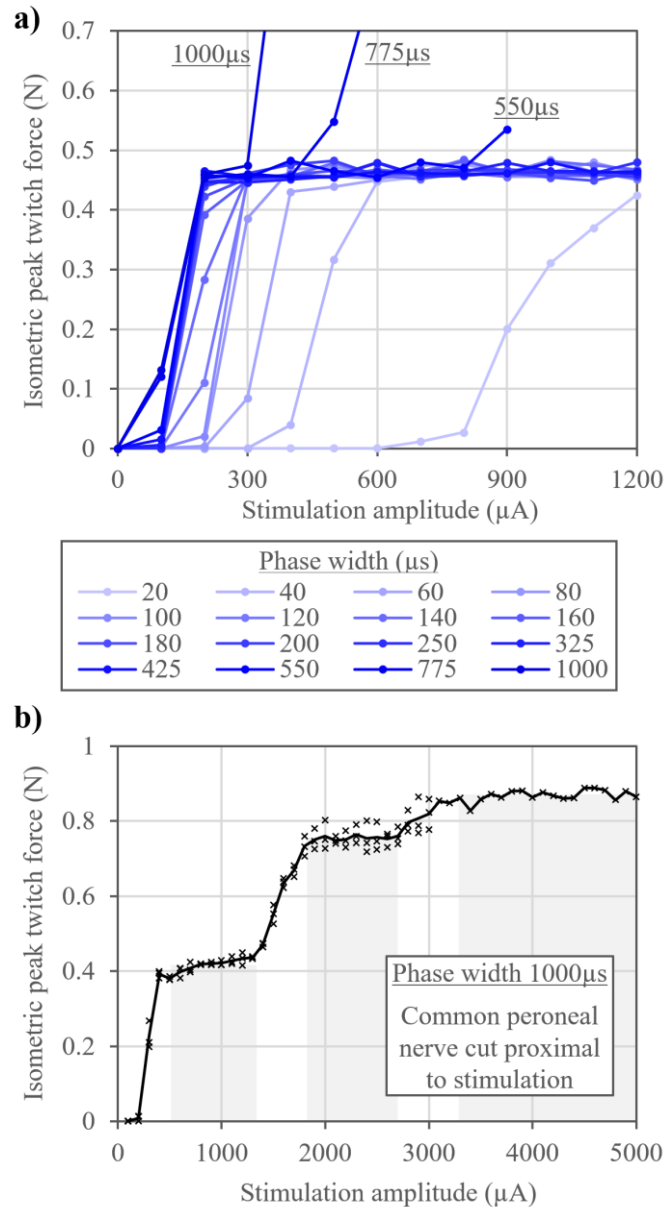 a)
0.7
0.6
0.5
0.4
0.3
0.2
0.1
0
Isometric peak twitch force (N)
1000µs
775µs
550µs
0 300 600 900 1200
Stimulation amplitude (µA)
Phase width (µs)
20 40 60 80
100 120 140 160
180 200 250 325
425 550 775 1000
b)
1
0.8
0.6
0.4
0.2
0
Isometric peak twitch force (N)
Phase width 1000µs
Common peroneal
nerve cut proximal
to stimulation
0 1000 2000 3000 4000 5000
Stimulation amplitude (µA)